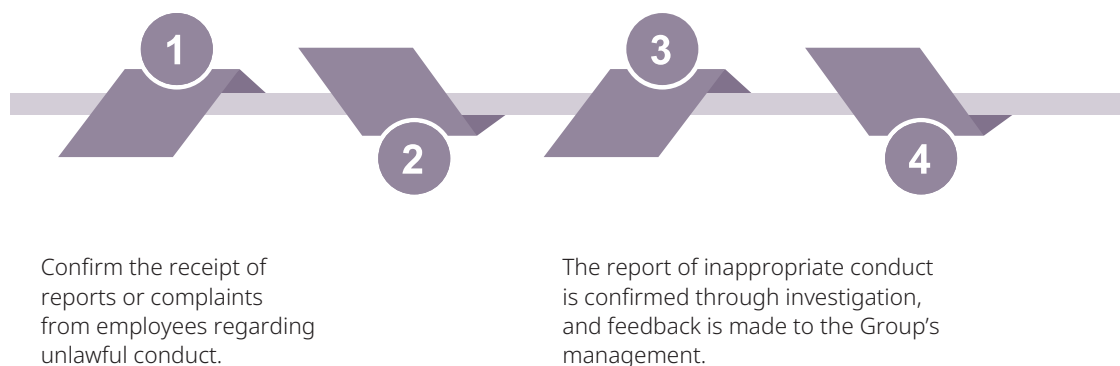 1
2
3
4
Confirm the receipt of
reports or complaints
from employees regarding
unlawful conduct.
The report of inappropriate conduct
is confirmed through investigation,
and feedback is made to the Group’s
management.